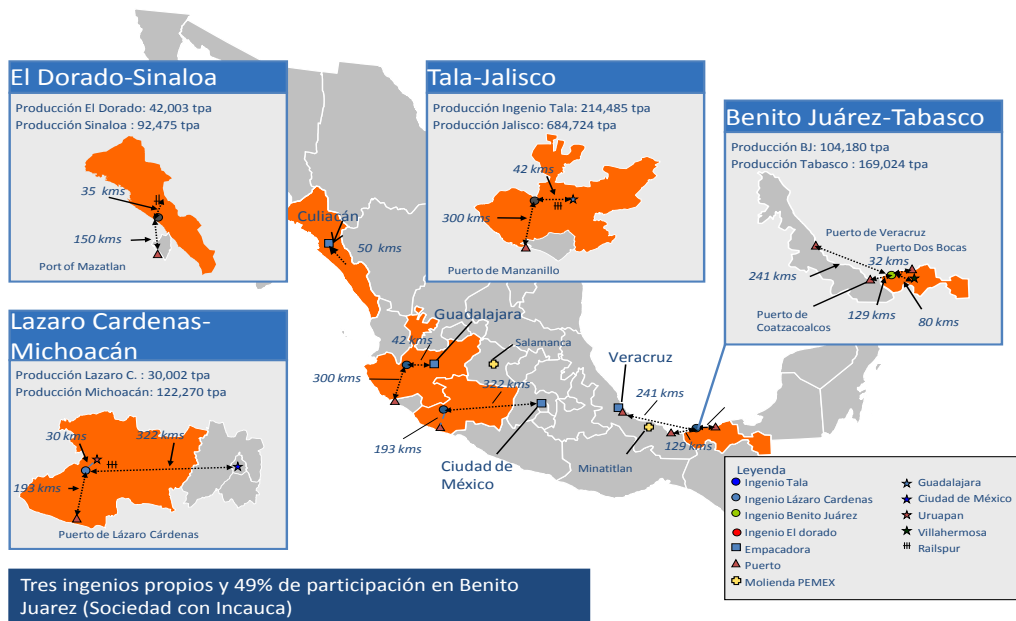 El Dorado-Sinaloa
Producción El Dorado: 42,003 tpa
Producción Sinaloa : 92,475 tpa
35 kms
150 kms
Port of Mazatlan
Tala-Jalisco
Producción Ingenio Tala: 214,485 tpa
Producción Jalisco: 684,724 tpa
42 kms
300 kms
Puerto de Manzanillo
Benito Juárez-Tabasco
Producción BJ: 104,180 tpa
Producción Tabasco : 169,024 tpa
Puerto de Veracruz
Puerto Dos Bocas
32 kms
241 kms
Puerto de
Coatzacoalcos
129 kms
80 kms
Culiacán
50 kms
Lazaro Cardenas-
Michoacán
Producción Lazaro C. : 30,002 tpa
Producción Michoacán: 122,270 tpa
30 kms
322 kms
193 kms
Puerto de Lázaro Cárdenas
Guadalajara
42 kms
Salamanca
300 kms
322 kms
Veracruz
241 kms
193 kms
129 kms
Ciudad de
México
Minatitlan
Leyenda
Ingenio Tala
Ingenio Lázaro Cardenas
Ingenio Benito Juárez
Ingenio El dorado
Empacadora
Puerto
Molienda PEMEX
Guadalajara
Ciudad de México
Uruapan
Villahermosa
Railspur
Tres ingenios propios y 49% de participación en Benito
Juarez (Sociedad con Incauca)